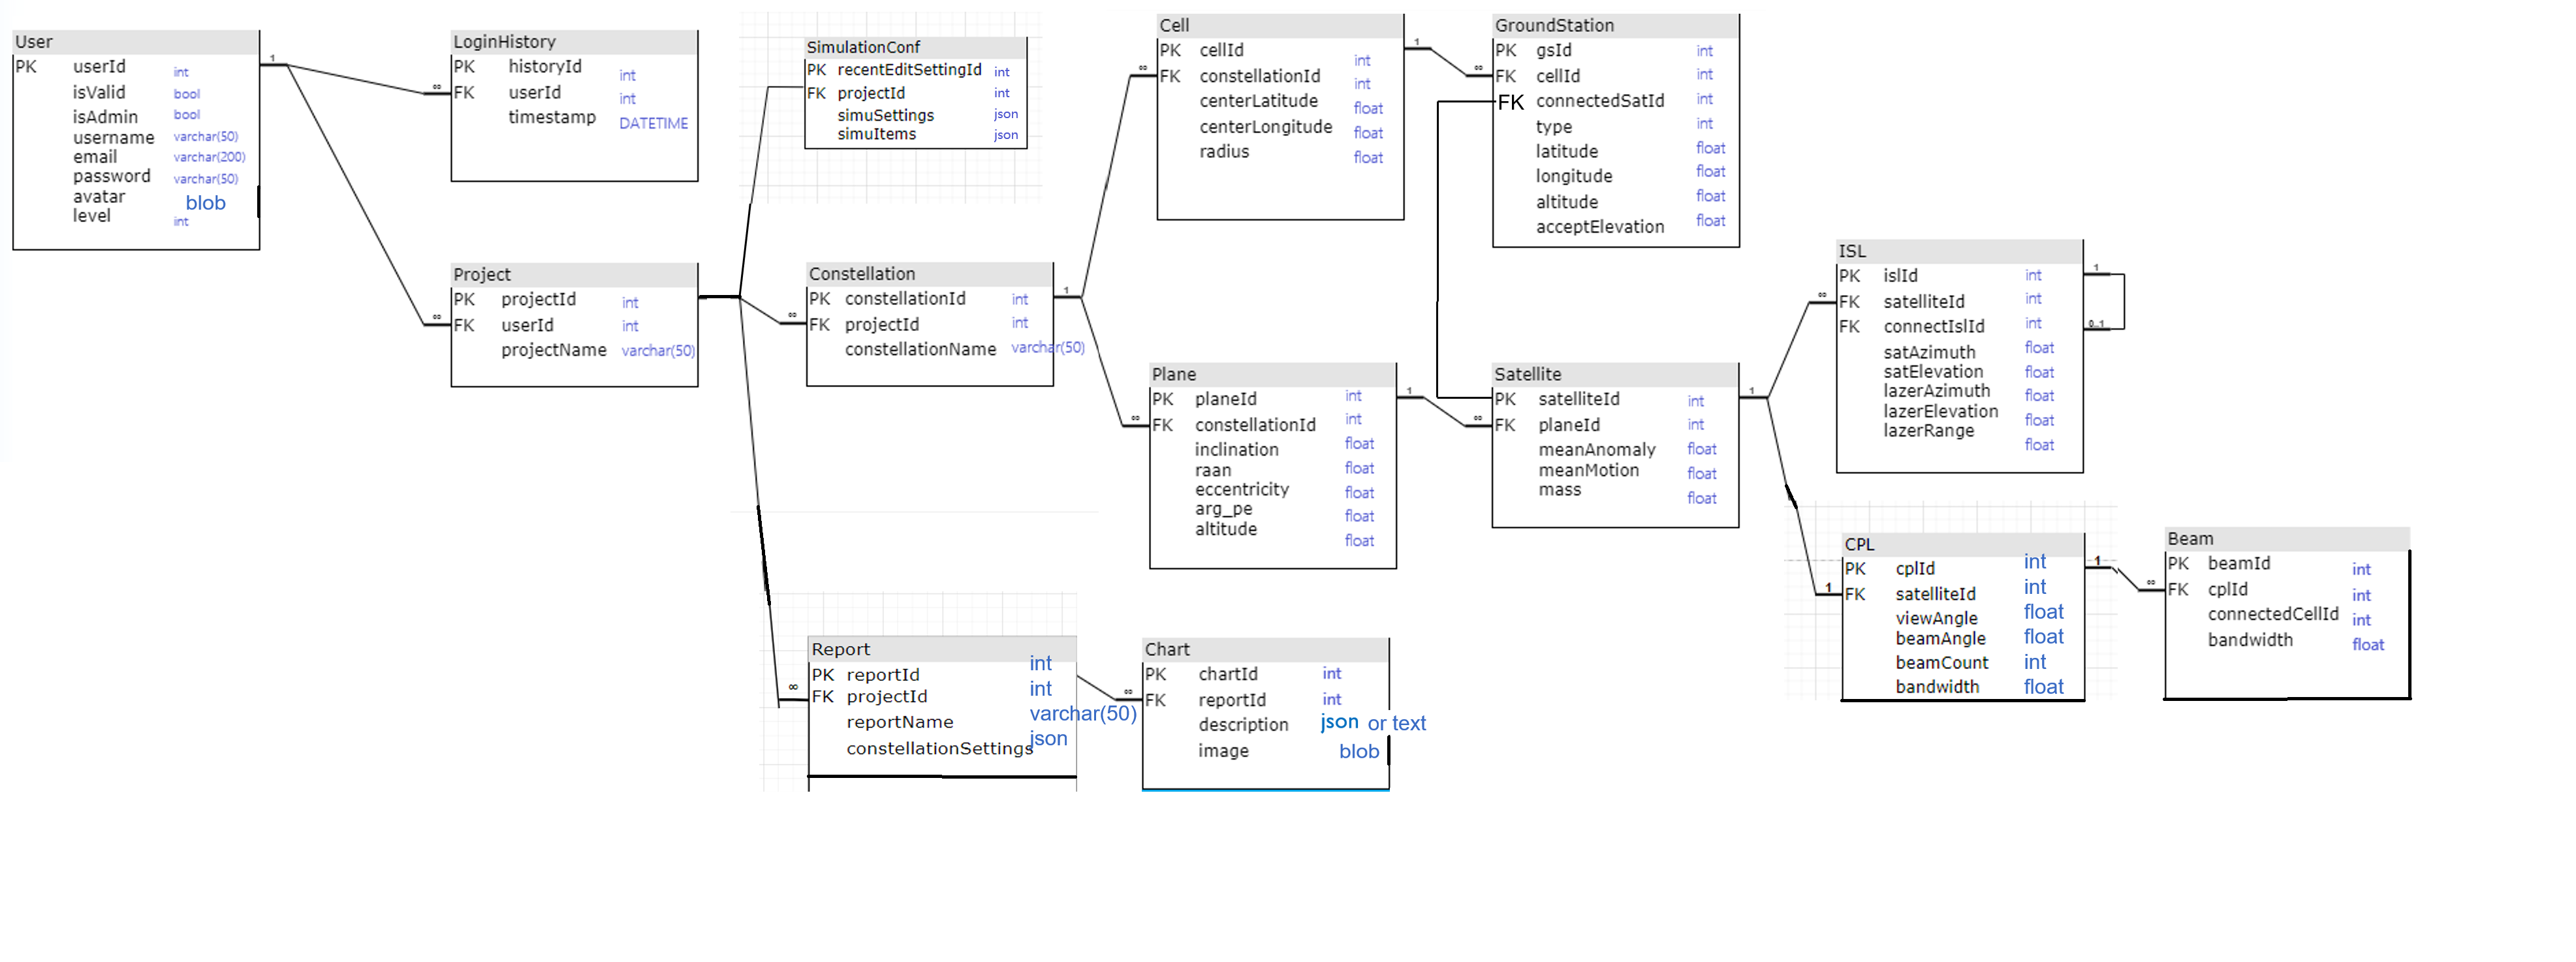 User
PK userId int
isValid bool
isAdmin bool
username varchar(50)
email varchar(200)
password varchar(50)
avatar blob
level int
1
LoginHistory
PK historyId int
∞ FK userId int
timestamp DATETIME
Project
PK projectId int
∞ FK userId int
projectName varchar(50)
SimulationConf
PK recentEditSettingId int
FK projectId int
simuSettings json
simuItems json
Constellation
PK constellationId int
1
∞ FK projectId int
constellationName varchar(50)
Report
PK reportId int
∞ FK projectId int
reportName varchar(50)
constellationSettings json
Chart
PK chartId int
∞ FK reportId int
description json or text
image blob
Cell
PK cellId int
1
∞ FK constellationId int
centerLatitude float
centerLongitude float
radius float
GroundStation
PK gsId int
∞ FK cellId int
FK connectedSatId int
type int
latitude float
longitude float
altitude float
acceptElevation float
Plane
PK planeId int
1
∞ FK constellationId int
inclination float
raan float
eccentricity float
arg_pe float
altitude float
Satellite
PK satelliteId int
1
∞ FK planeId int
meanAnomaly float
meanMotion float
mass float
ISL
PK islId int
1
∞ FK satelliteId int
FK connectIslId int
0..1
satAzimuth float
satElevation float
lazerAzimuth float
lazerElevation float
lazerRange float
CPL
PK cplId int
1
1 FK satelliteId int
viewAngle float
beamAngle float
beamCount int
bandwidth float
Beam
PK beamId int
∞ FK cplId int
connectedCellId int
bandwidth float